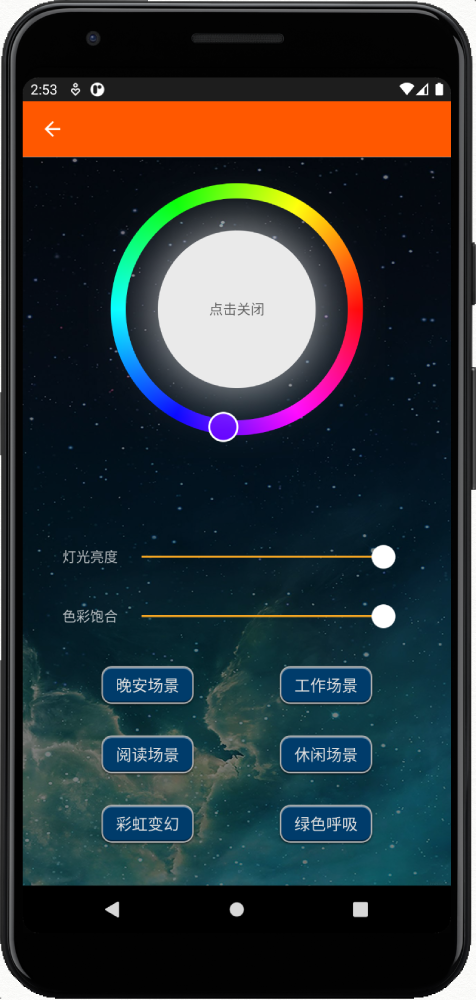 2:53
点击关闭
灯光亮度
色彩饱合
晚安场景 工作场景
阅读场景 休闲场景
彩虹变幻 绿色呼吸